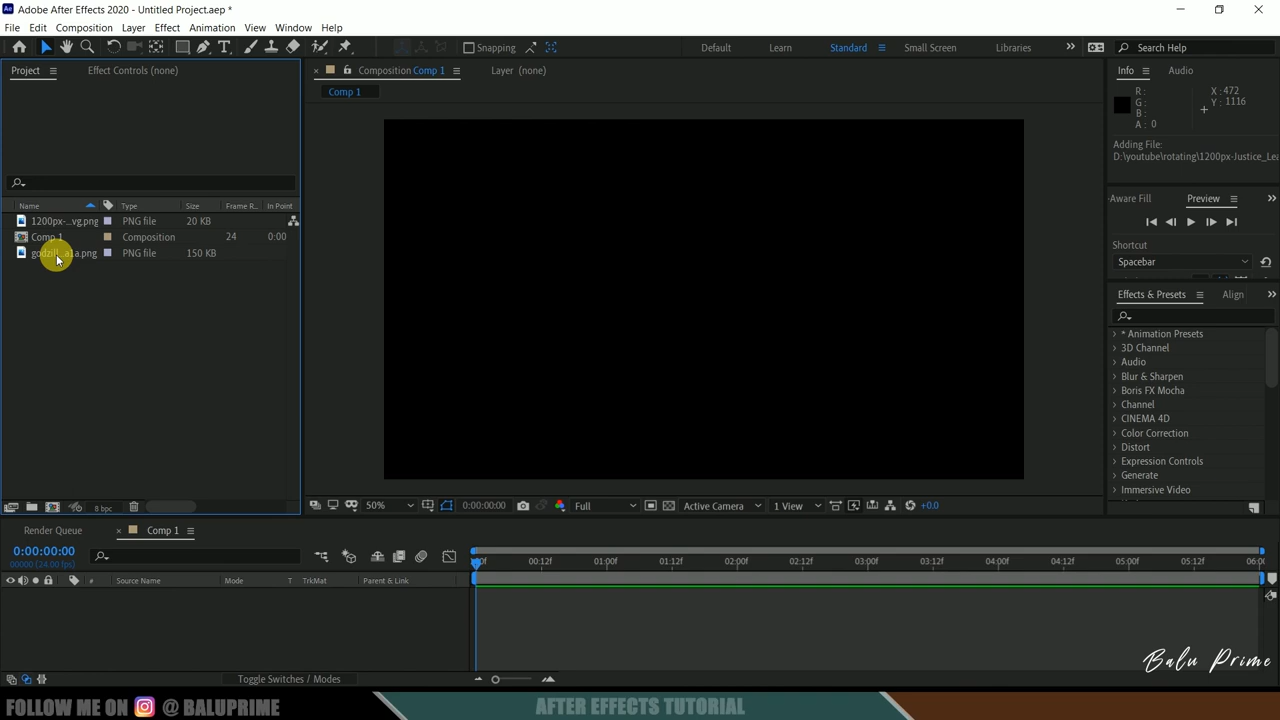 Ae Adobe After Effects 2020 - Untitled Project.aep *
File Edit Composition Layer Effect Animation View Window Help
Snapping Default Learn Standard Small Screen Libraries Search Help
Project Effect Controls (none)
Composition Comp 1 Layer (none)
Comp 1
Name Type Size Frame R... In Point
1200px-...vg.png PNG file 20 KB
Comp 1 Composition 24 0:00
godzill...a1a.png PNG file 150 KB
8 bpc
50% 0:00:00:00 Full Active Camera 1 View +0.0
Info Audio
R: X: 472
G: Y: 1116
B:
A: 0
Adding File:
D:\youtube\rotating\1200px-Justice_Lea
Aware Fill Preview
Shortcut
Spacebar
Effects & Presets Align
* Animation Presets
3D Channel
Audio
Blur & Sharpen
Boris FX Mocha
Channel
CINEMA 4D
Color Correction
Distort
Expression Controls
Generate
Immersive Video
Render Queue Comp 1
0:00:00:00
00000 (24.00 fps)
# Source Name Mode T TrkMat Parent & Link
00f 00:12f 01:00f 01:12f 02:00f 02:12f 03:00f 03:12f 04:00f 04:12f 05:00f 05:12f 06:00
Toggle Switches / Modes
Balu Prime
FOLLOW ME ON @ BALUPRIME
AFTER EFFECTS TUTORIAL